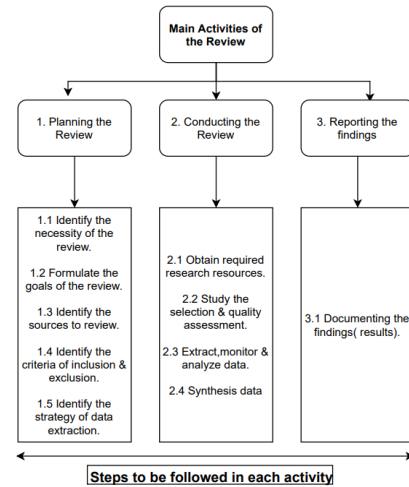 Main Activities of
the Review
1. Planning the
Review
2. Conducting the
Review
3. Reporting the
findings
1.1 Identify the
necessity of the
review.
1.2 Formulate the
goals of the review.
1.3 Identify the
sources to review.
1.4 Identify the
criteria of inclusion &
exclusion.
1.5 Identify the
strategy of data
extraction.
2.1 Obtain required
research resources.
2.2 Study the
selection & quality
assessment.
2.3 Extract,monitor &
analyze data.
2.4 Synthesis data
3.1 Documenting the
findings( results).
Steps to be followed in each activity